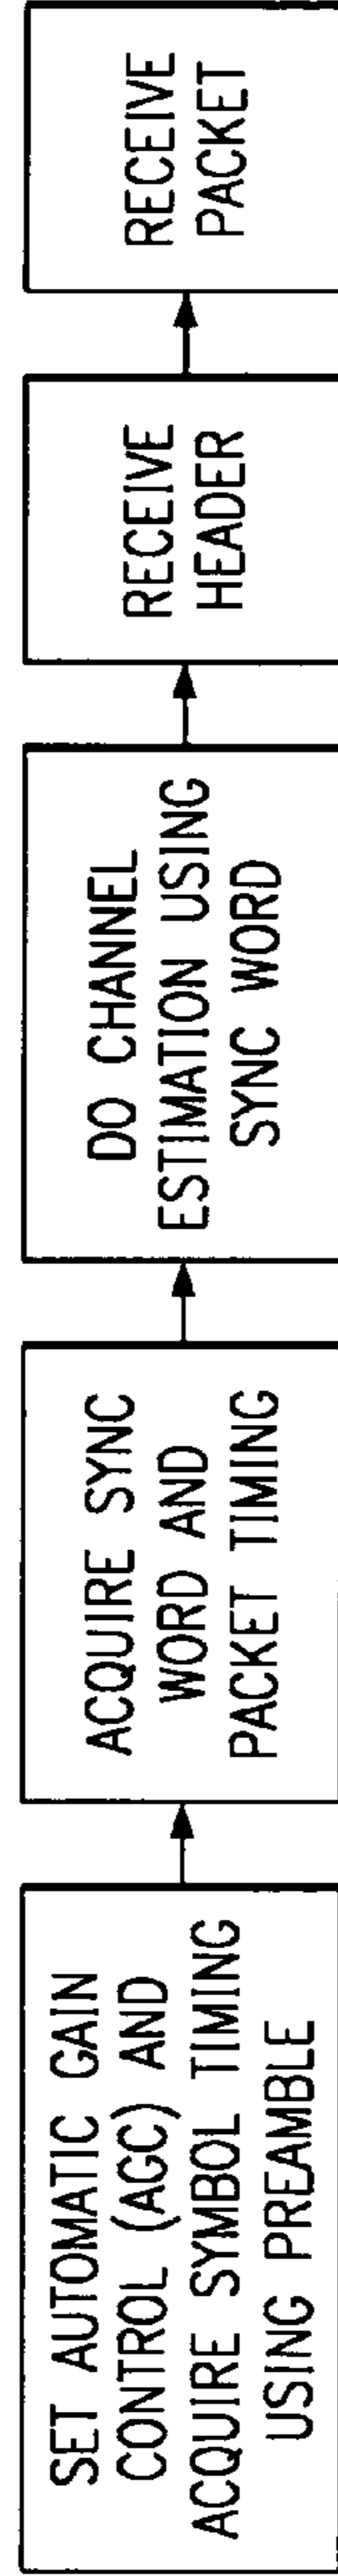 SET AUTOMATIC GAIN
CONTROL (AGC) AND
ACQUIRE SYMBOL TIMING
USING PREAMBLE
ACQUIRE SYNC
WORD AND
PACKET TIMING
DO CHANNEL
ESTIMATION USING
SYNC WORD
RECEIVE
HEADER
RECEIVE
PACKET